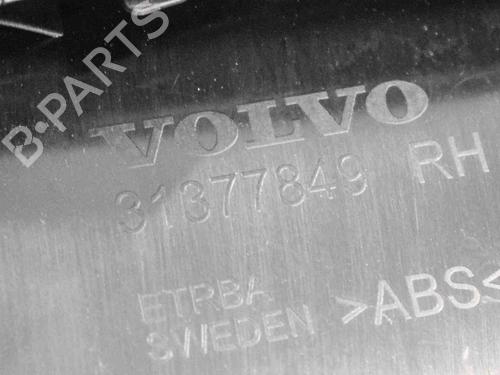 B-PARTS
VOLVO
31377849 RH
ETRBA
SWEDEN >ABS<